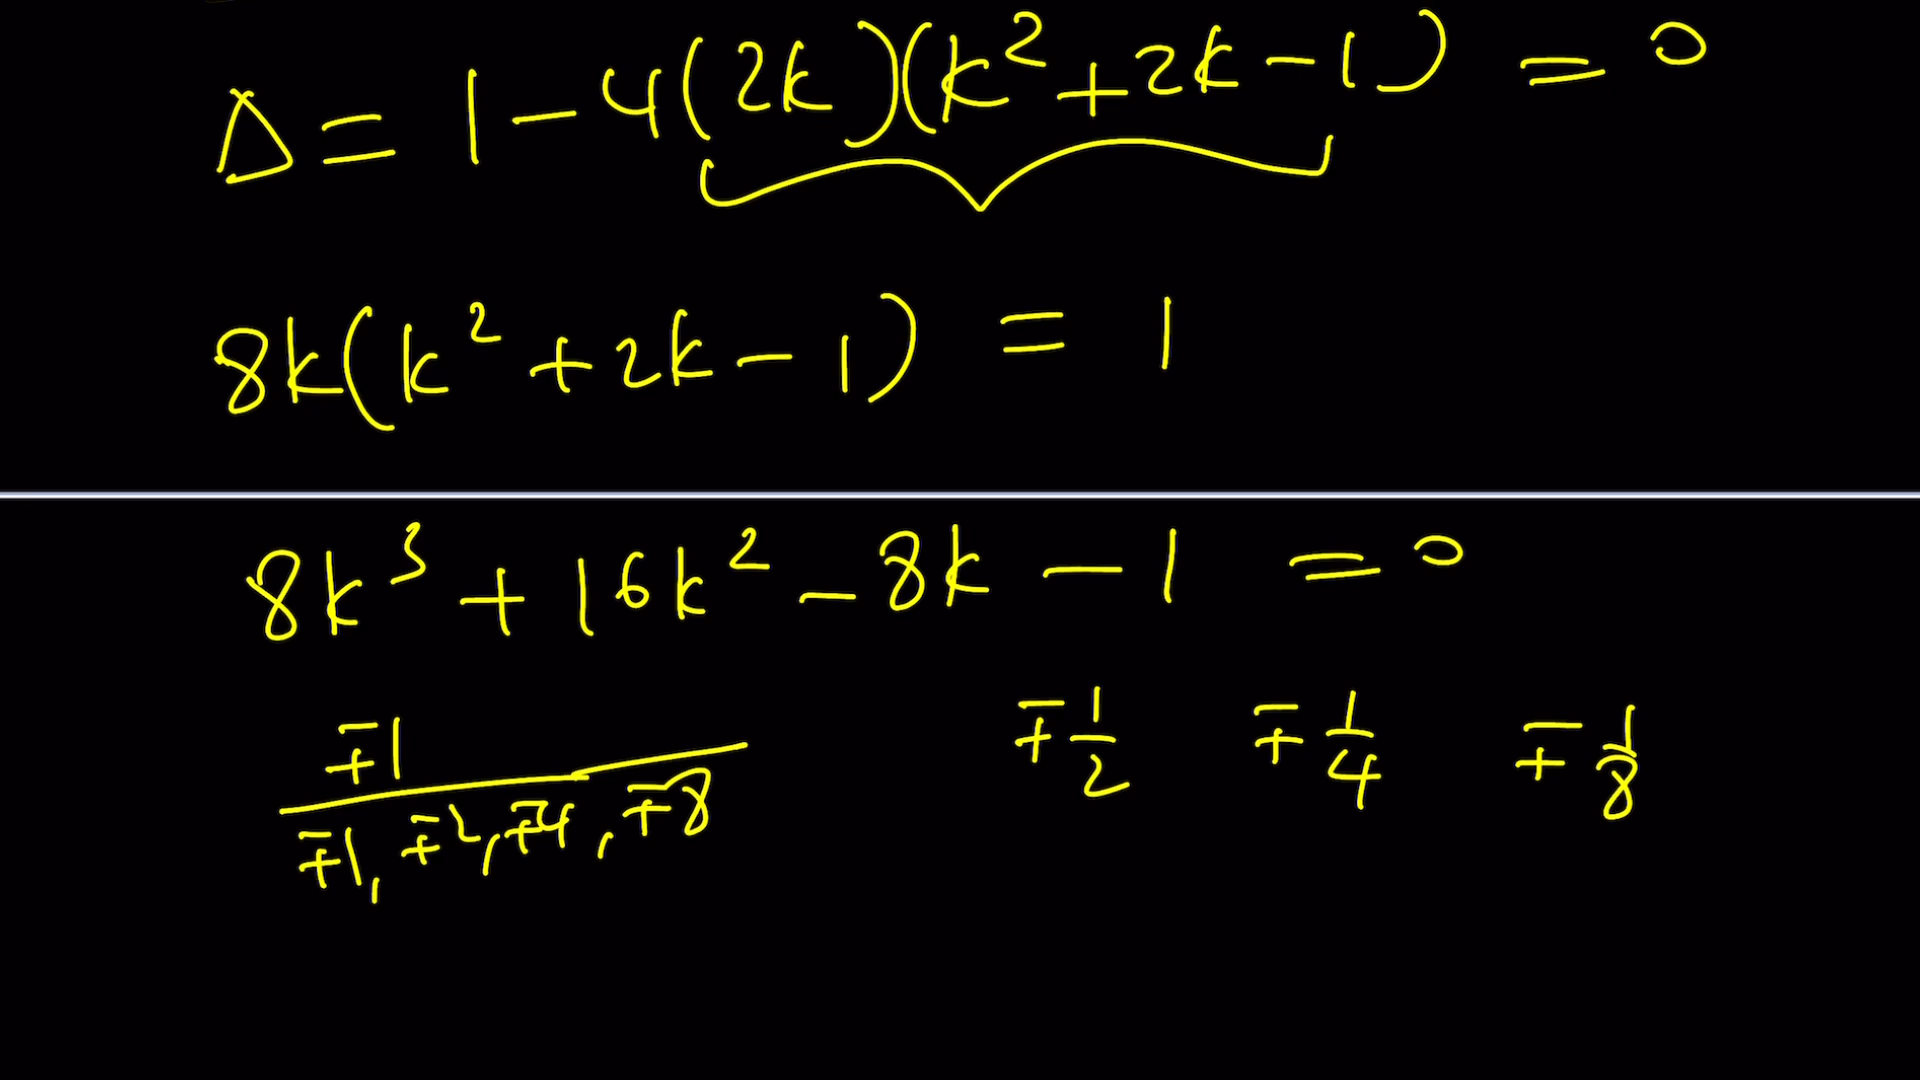 Δ = 1 - 4(2k)(k² + 2k - 1) = 0
8k(k² + 2k - 1) = 1
8k³ + 16k² - 8k - 1 = 0
∓1 / ∓1, ∓2, ∓4, ∓8 ∓1/2 ∓1/4 ∓1/8